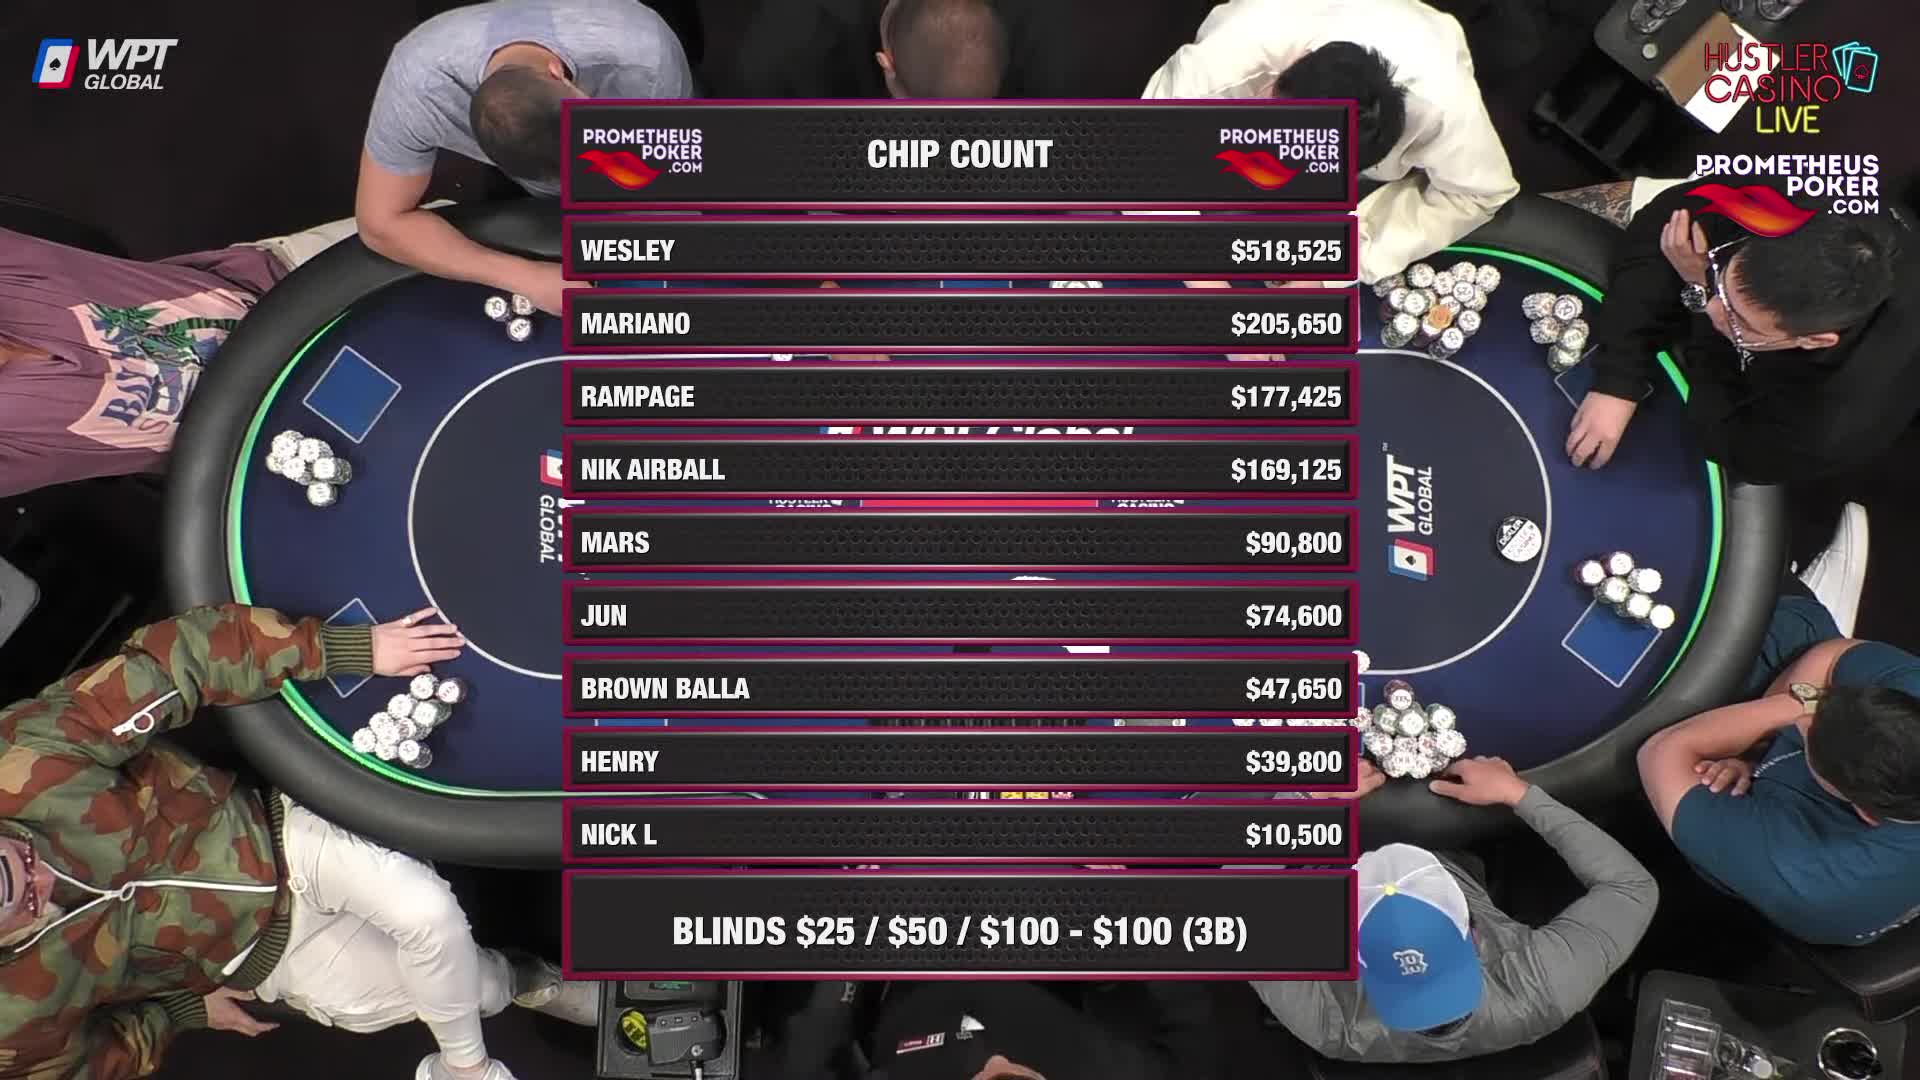 WPT
GLOBAL
HUSTLER
CASINO
LIVE
PROMETHEUS
POKER
.COM
PROMETHEUS
POKER
.COM
CHIP COUNT
PROMETHEUS
POKER
.COM
WESLEY $518,525
MARIANO $205,650
RAMPAGE $177,425
NIK AIRBALL $169,125
MARS $90,800
JUN $74,600
BROWN BALLA $47,650
HENRY $39,800
NICK L $10,500
BLINDS $25 / $50 / $100 - $100 (3B)
WPT
GLOBAL
GLOBAL
DEALER